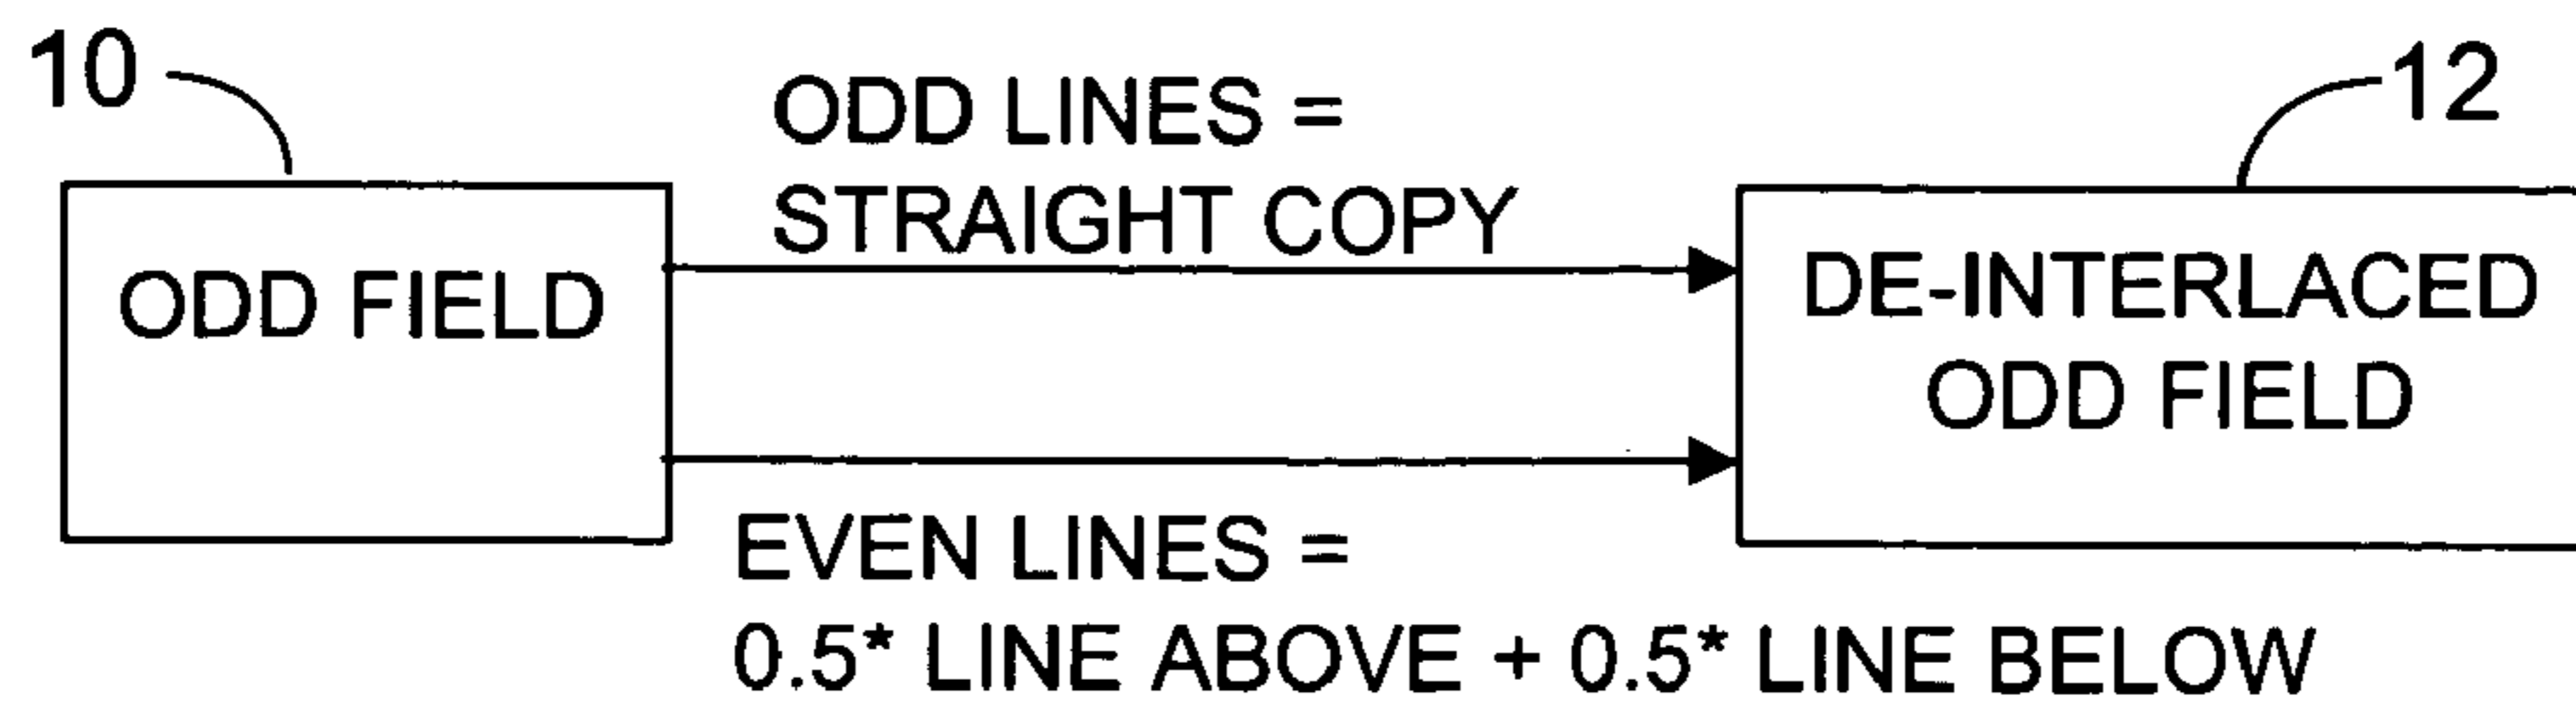 10
12
ODD LINES =
STRAIGHT COPY
ODD FIELD
DE-INTERLACED
ODD FIELD
EVEN LINES =
0.5* LINE ABOVE + 0.5* LINE BELOW